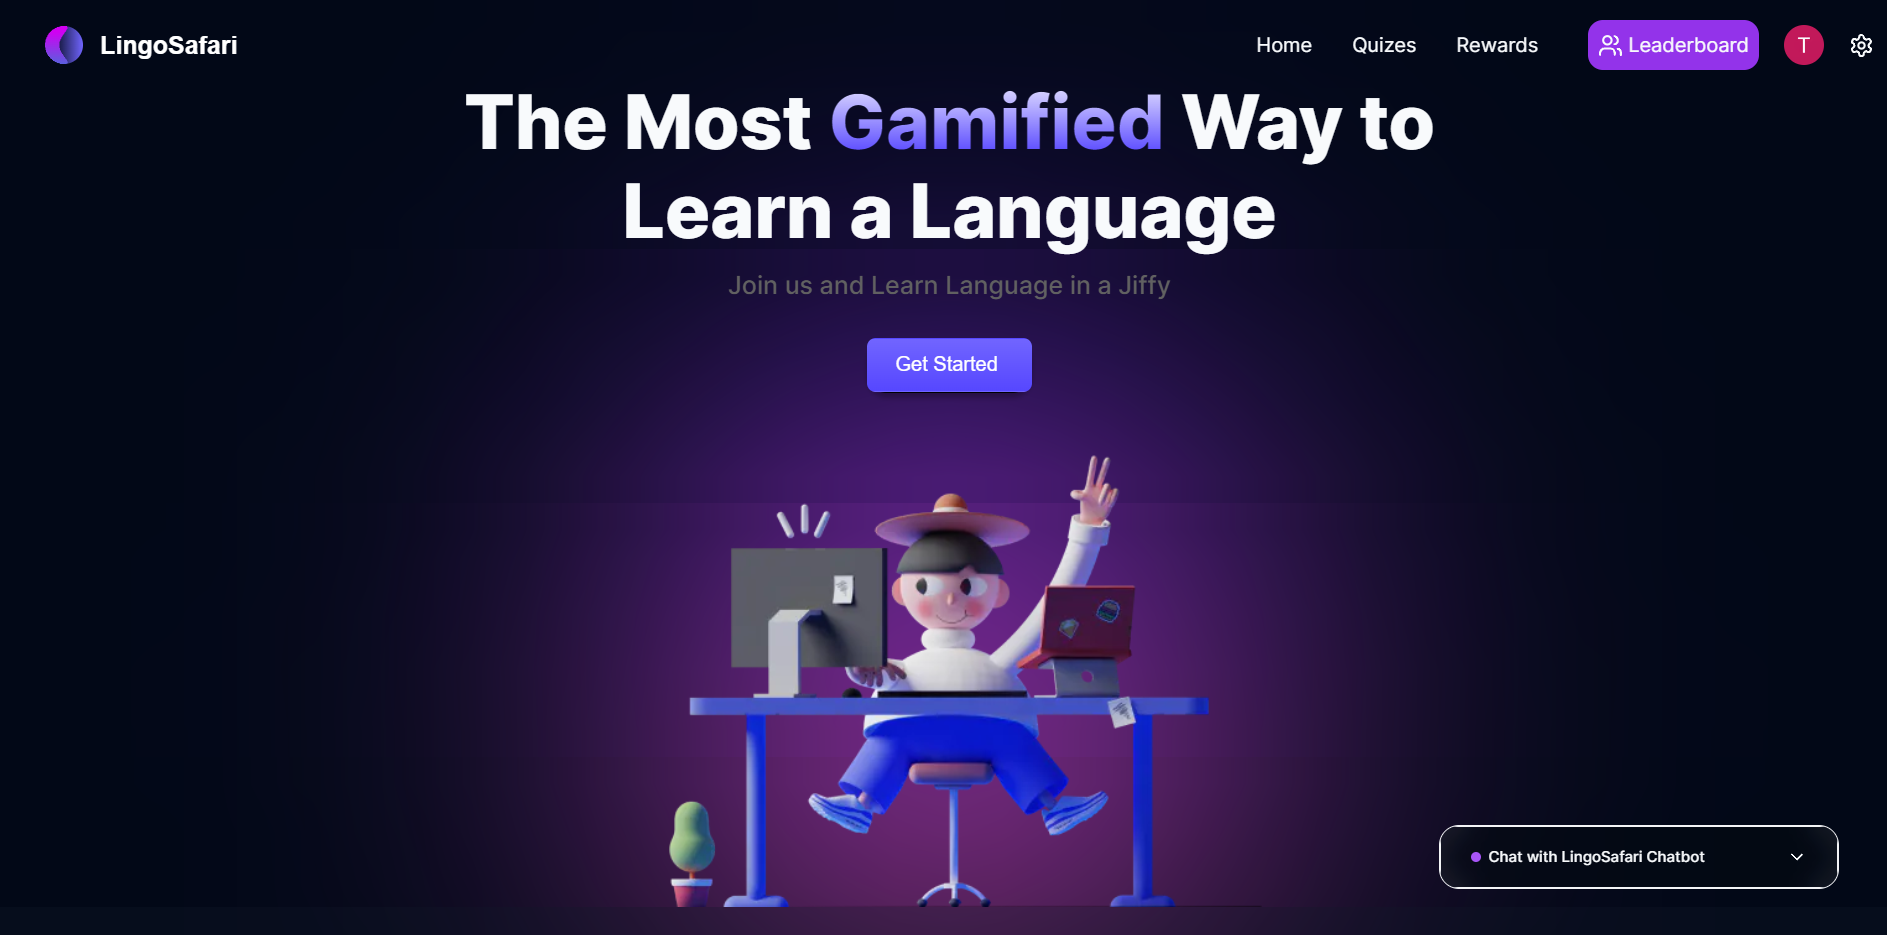 LingoSafari
Home
Quizes
Rewards
Leaderboard
T
The Most Gamified Way to
Learn a Language
Join us and Learn Language in a Jiffy
Get Started
Chat with LingoSafari Chatbot